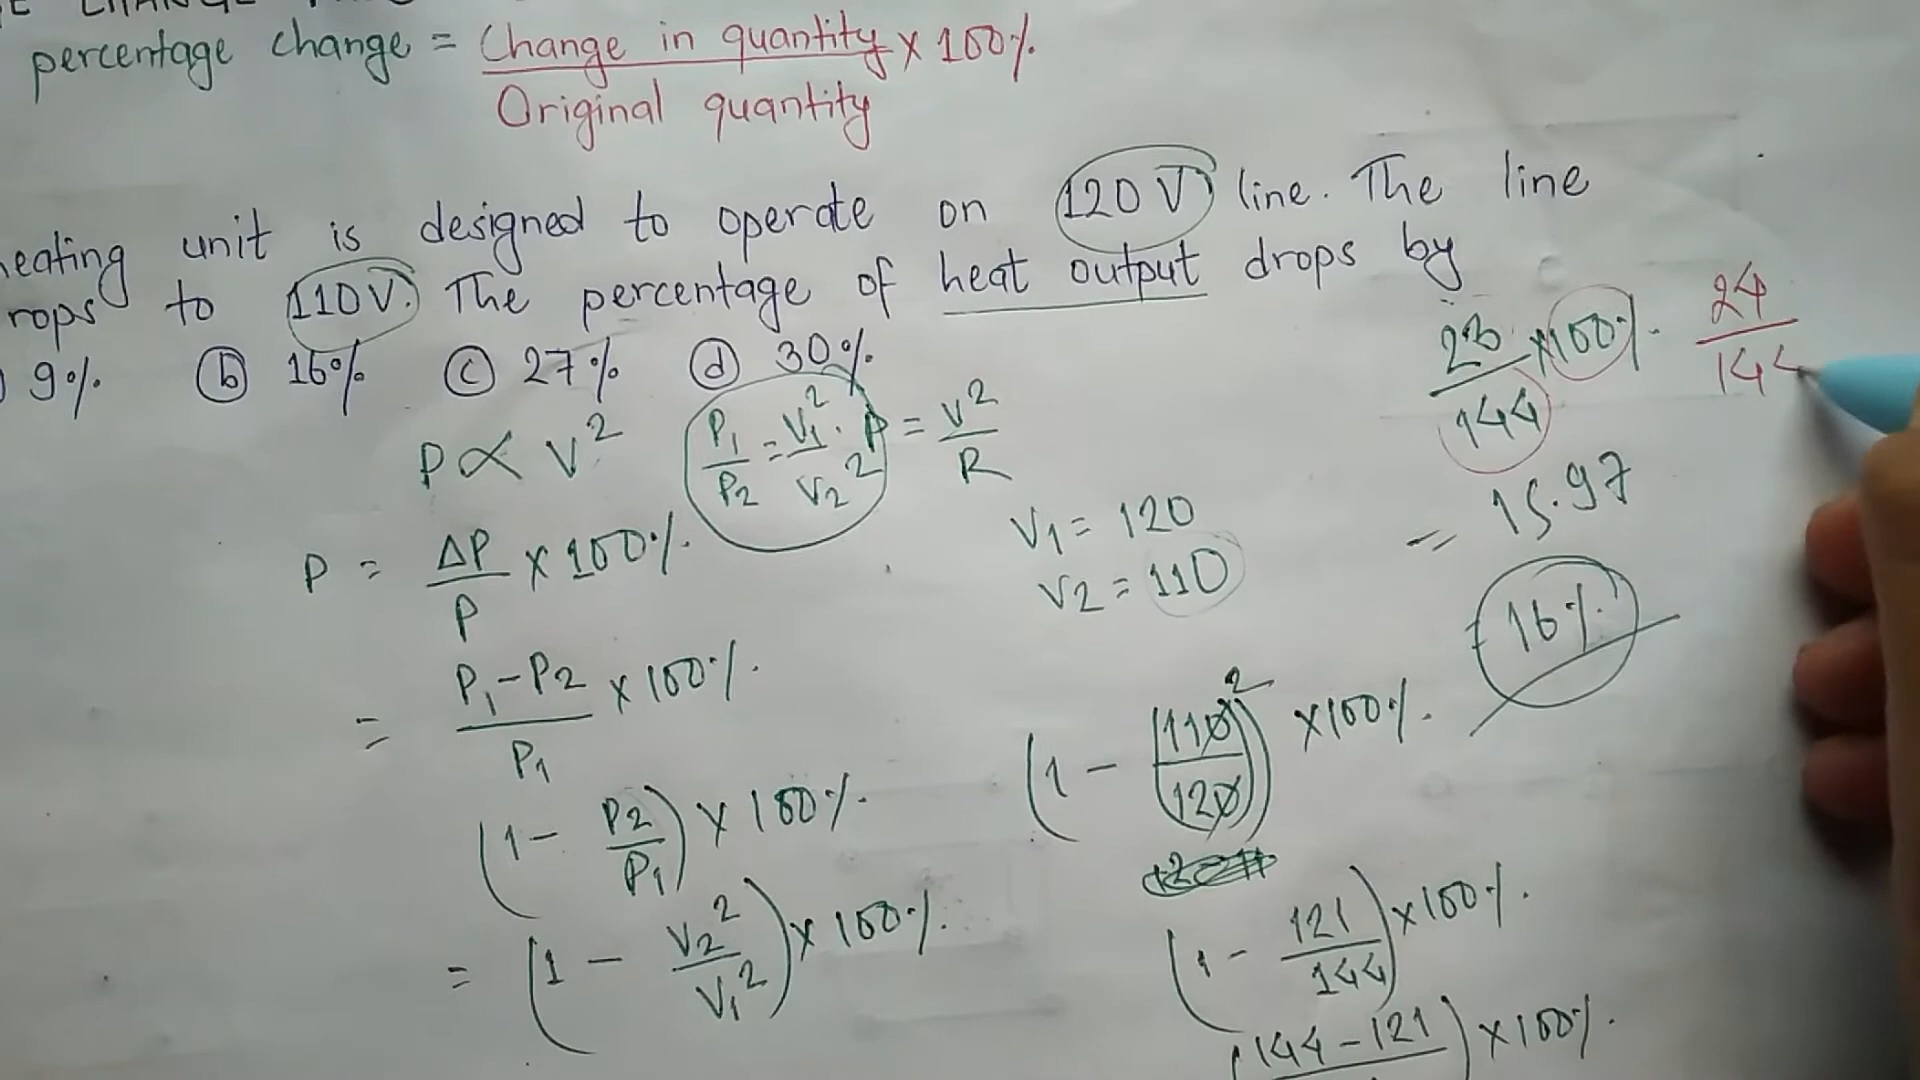 percentage change = Change in quantity × 100%
Original quantity
heating unit is designed to operate on 120 V line. The line
rops to 110 V. The percentage of heat output drops by
9% (b) 16% (c) 27% (d) 30%
P ∝ V²
P₁/P₂ = V₁²/V₂²
P = V²/R
P = ΔP/P × 100%
= P₁-P₂/P₁ × 100%
(1 - P₂/P₁) × 100%
= (1 - V₂²/V₁²) × 100%
V₁ = 120
V₂ = 110
(1 - (110/120)²) × 100%
(1 - 121/144) × 100%
(144 - 121) × 100%
23/144 × 100%
= 15.97
= 16%
24/144